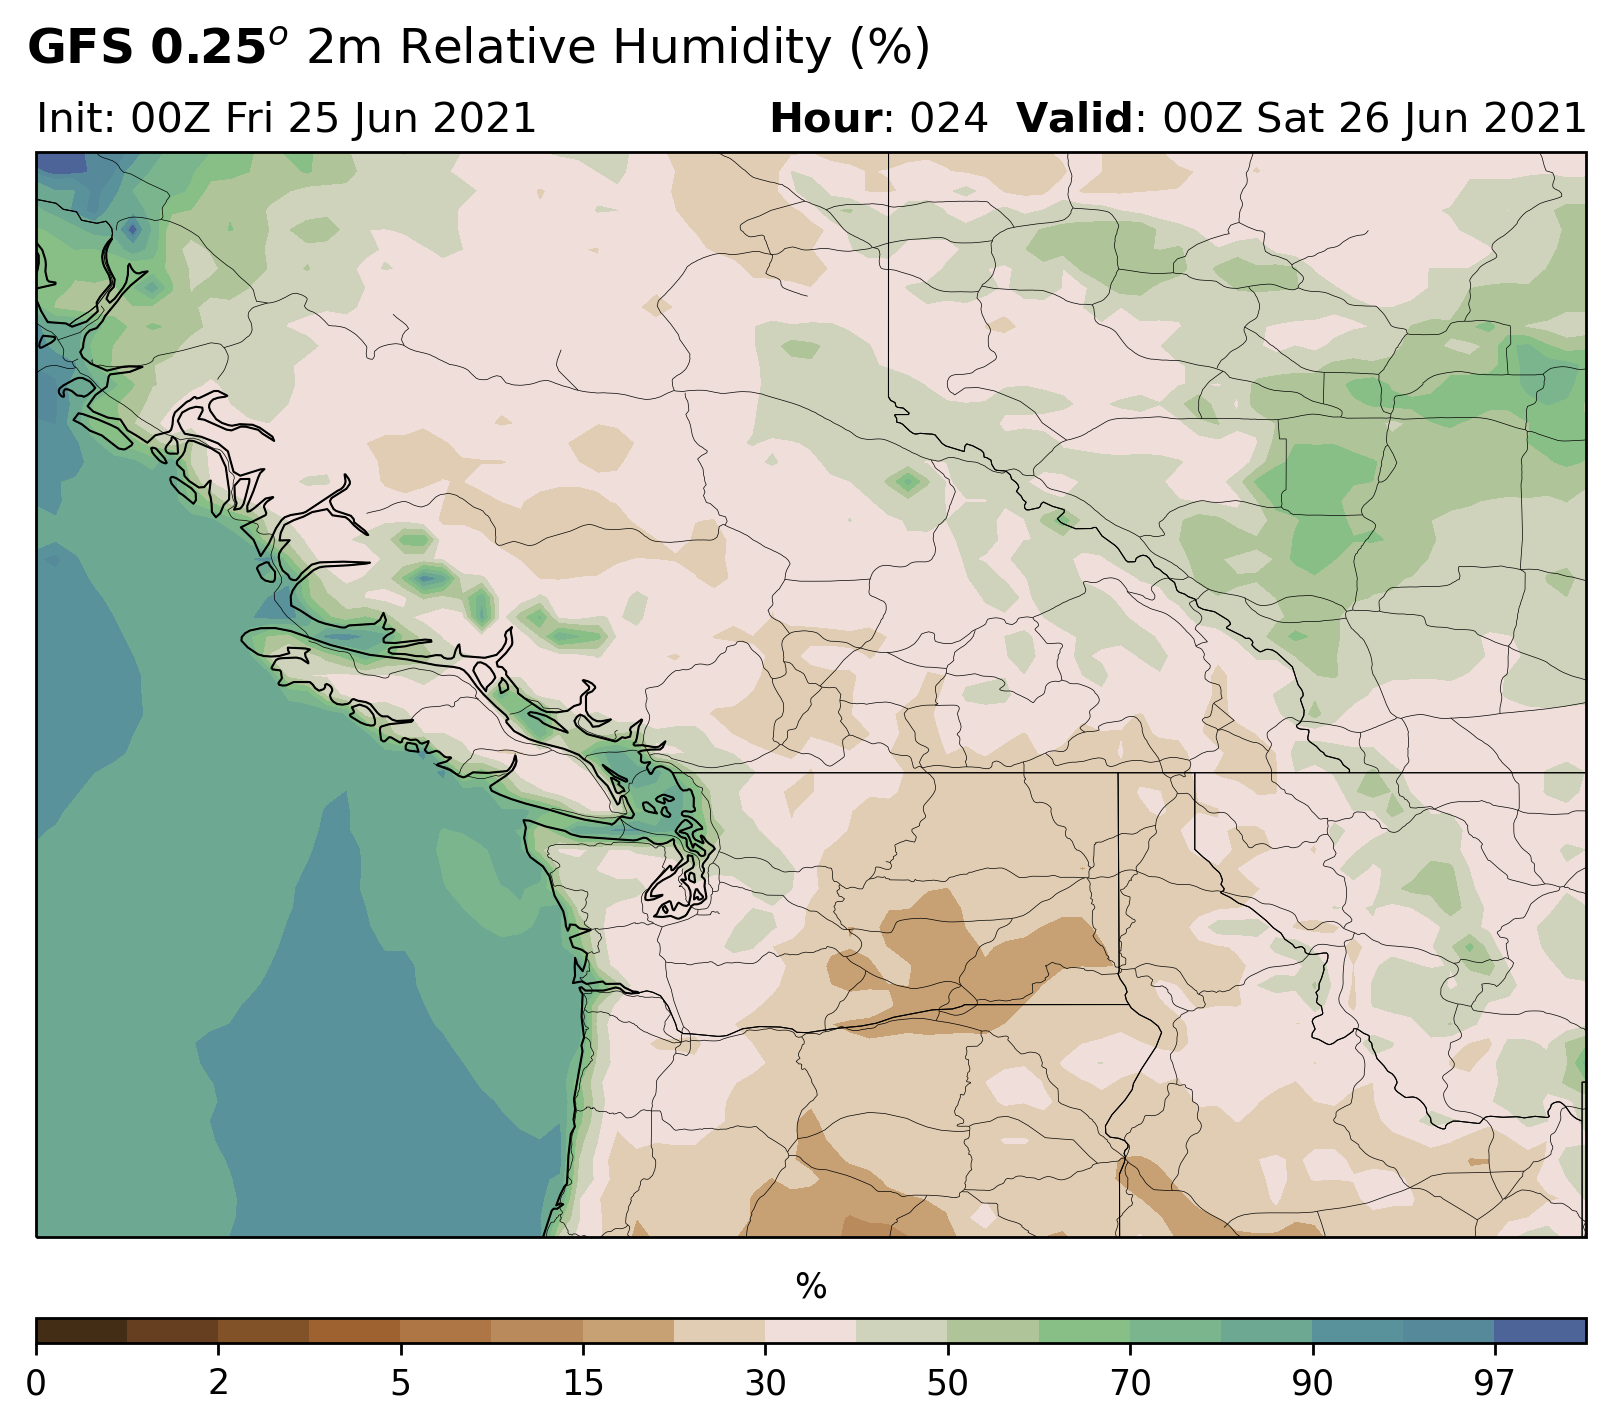 GFS 0.25° 2m Relative Humidity (%)
Init: 00Z Fri 25 Jun 2021 Hour: 024 Valid: 00Z Sat 26 Jun 2021
%
0 2 5 15 30 50 70 90 97